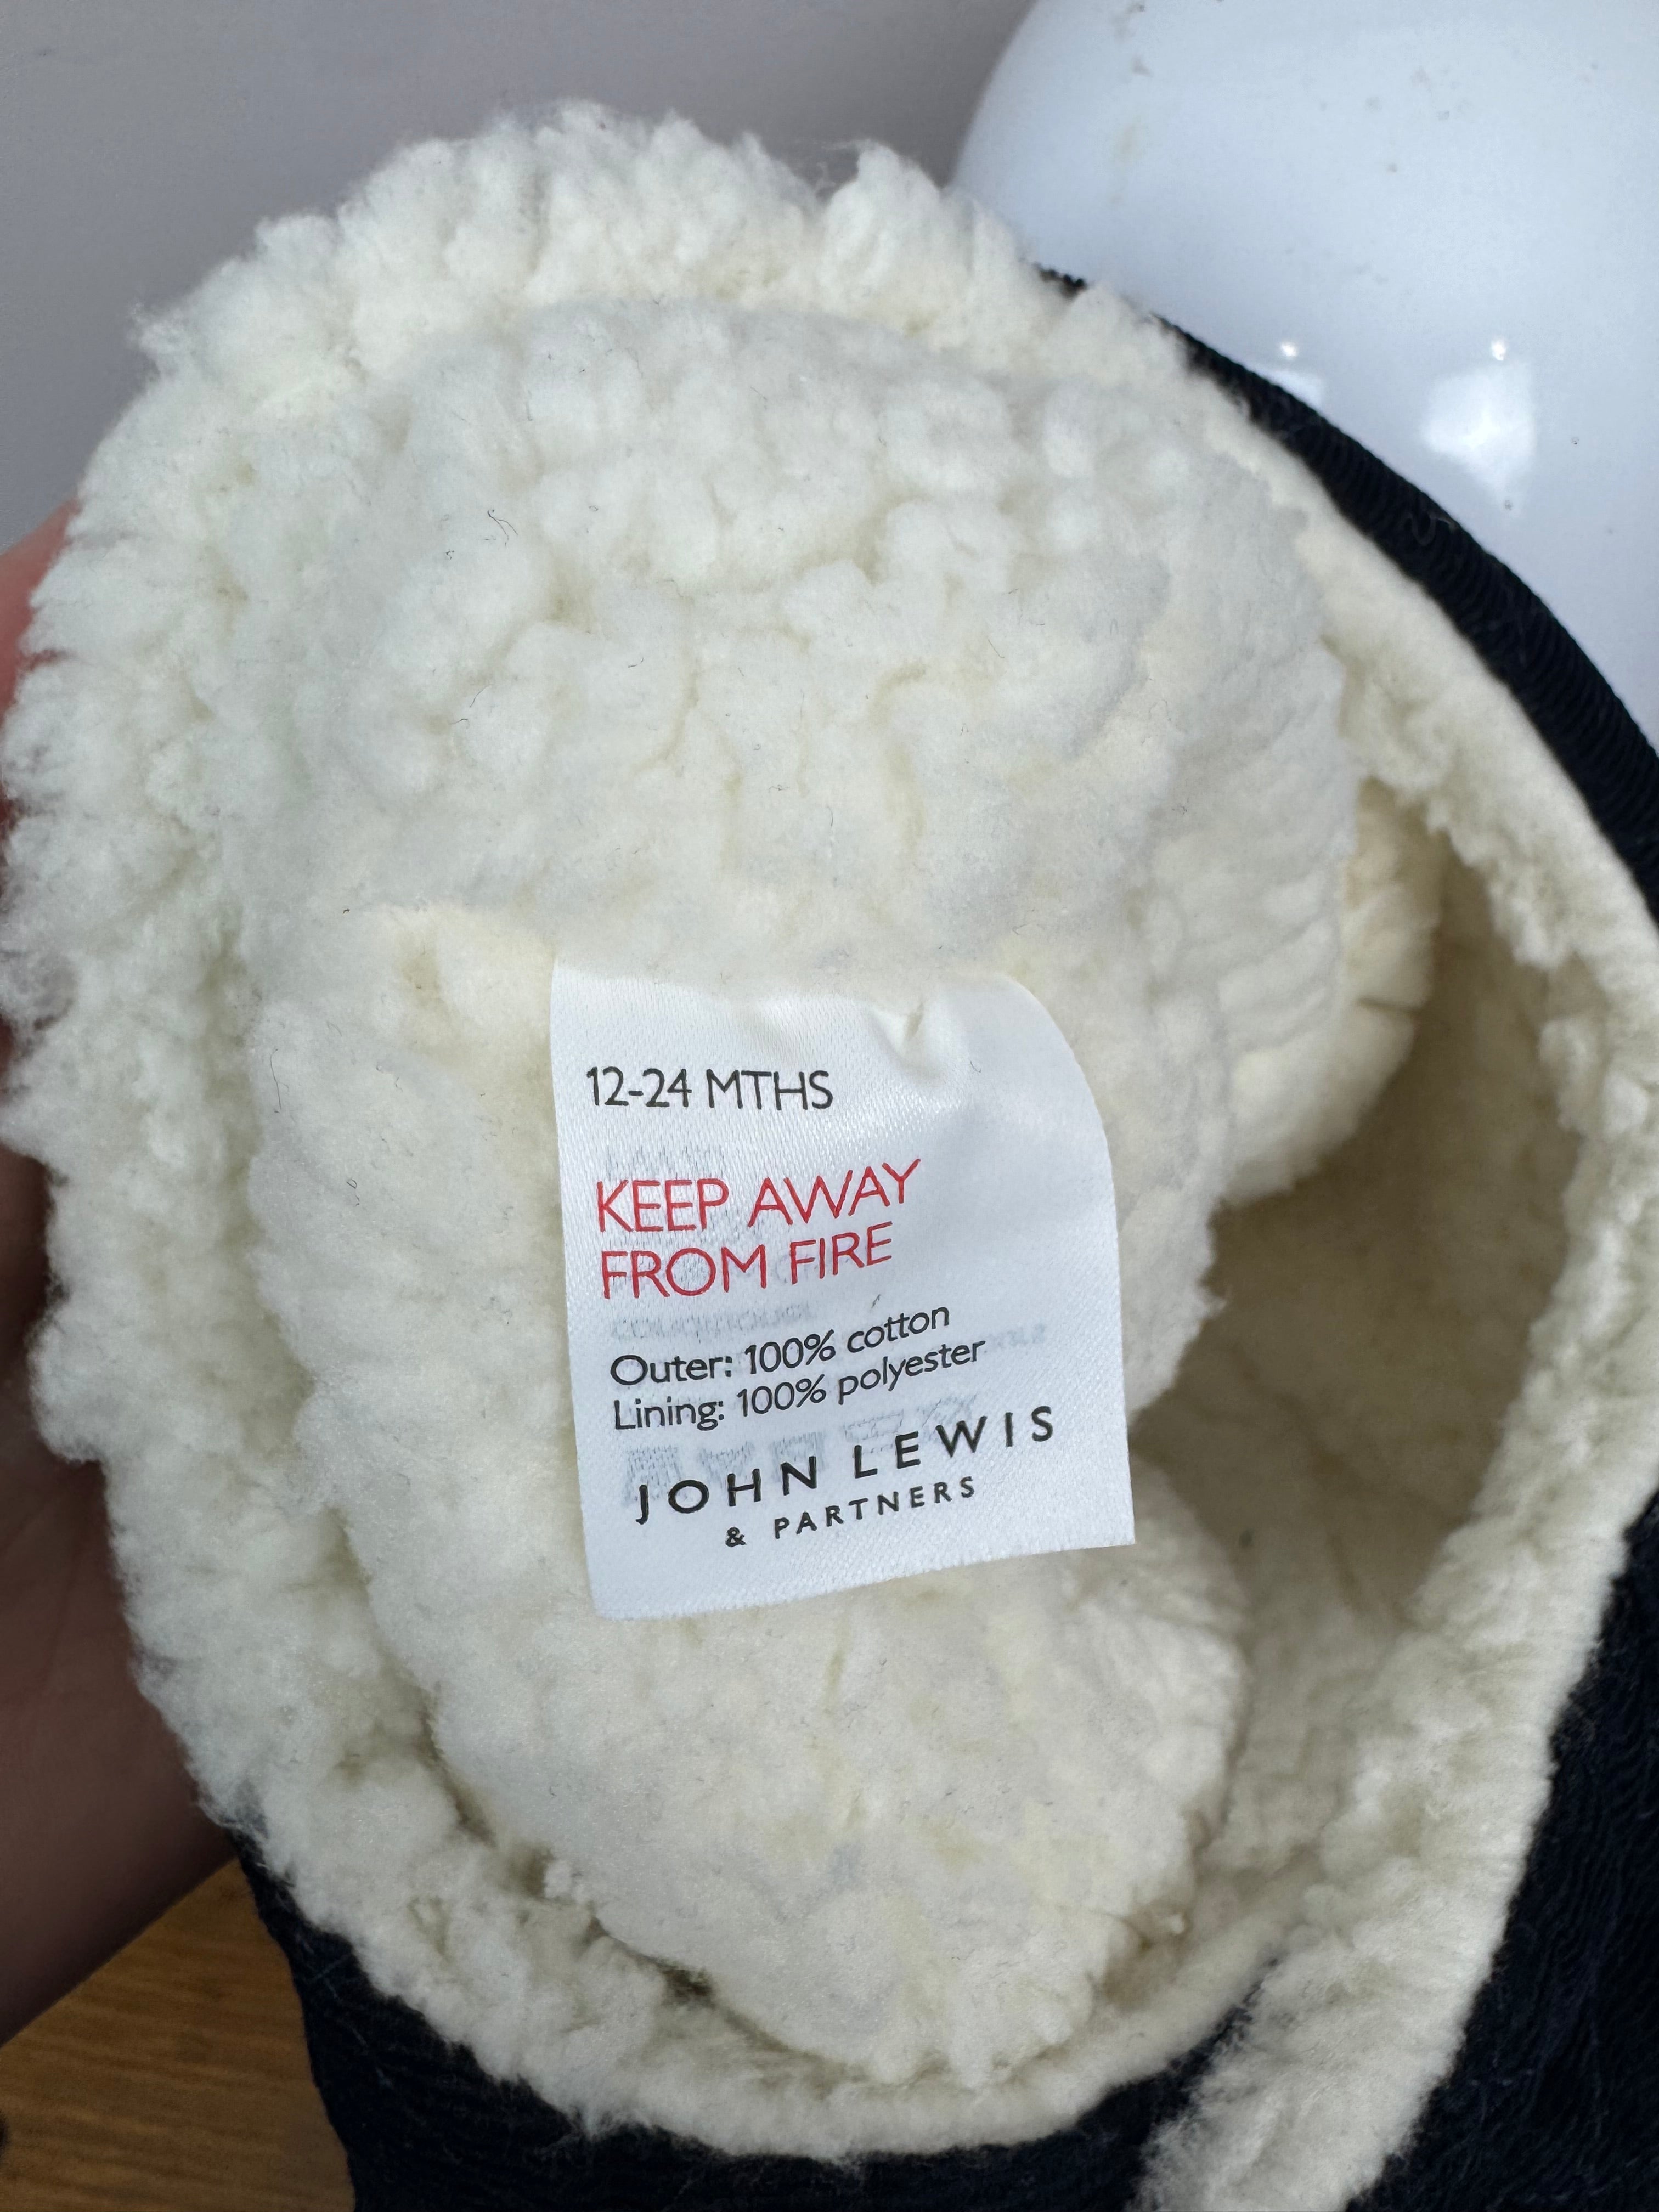 12-24 MTHS
KEEP AWAY
FROM FIRE
Outer: 100% cotton
Lining: 100% polyester
JOHN LEWIS
& PARTNERS